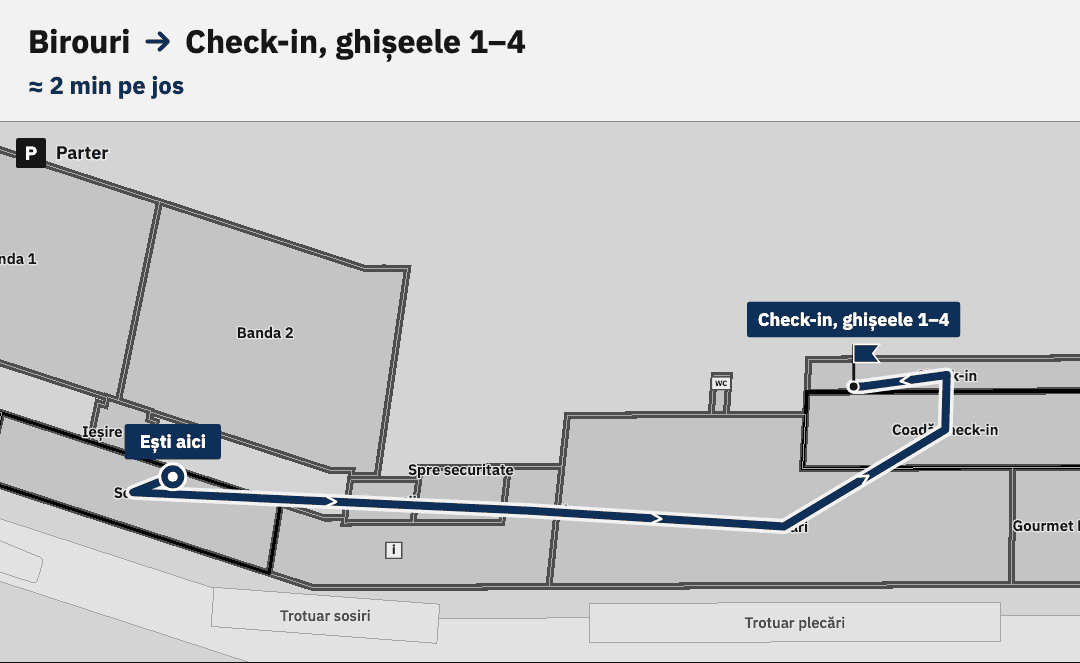 Birouri → Check-in, ghișeele 1–4
≈ 2 min pe jos
P Parter
Banda 2
Check-in, ghișeele 1–4
wc
Ieșire
Ești aici
Spre securitate
i
Gourmet
Trotuar sosiri
Trotuar plecări